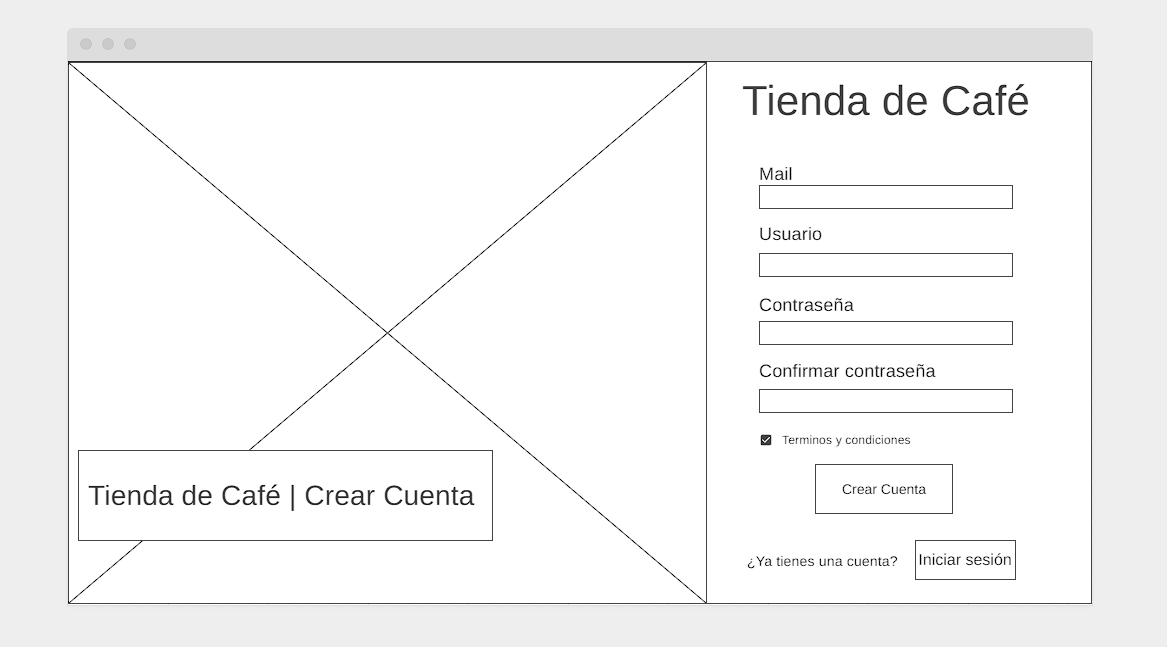 Tienda de Café
Mail
Usuario
Contraseña
Confirmar contraseña
Terminos y condiciones
Crear Cuenta
¿Ya tienes una cuenta? Iniciar sesión
Tienda de Café | Crear Cuenta